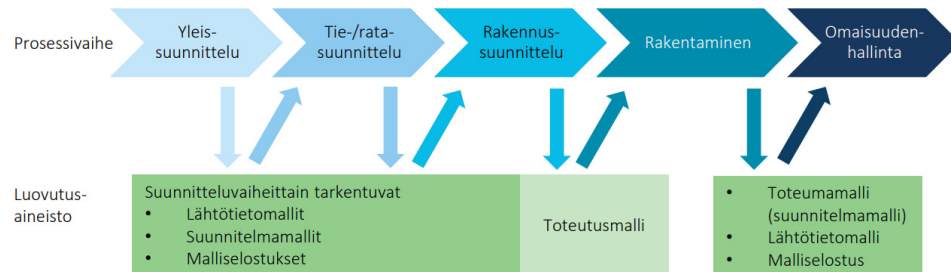 Prosessivaihe
Yleis-
suunnittelu
Tie-/rata-
suunnittelu
Rakennus-
suunnittelu
Rakentaminen
Omaisuuden-
hallinta
Luovutus-
aineisto
Suunnitteluvaiheittain tarkentuvat
• Lähtötietomallit
• Suunnitelmamallit
• Malliselostukset
Toteutusmalli
• Toteumamalli
(suunnitelmamalli)
• Lähtötietomalli
• Malliselostus